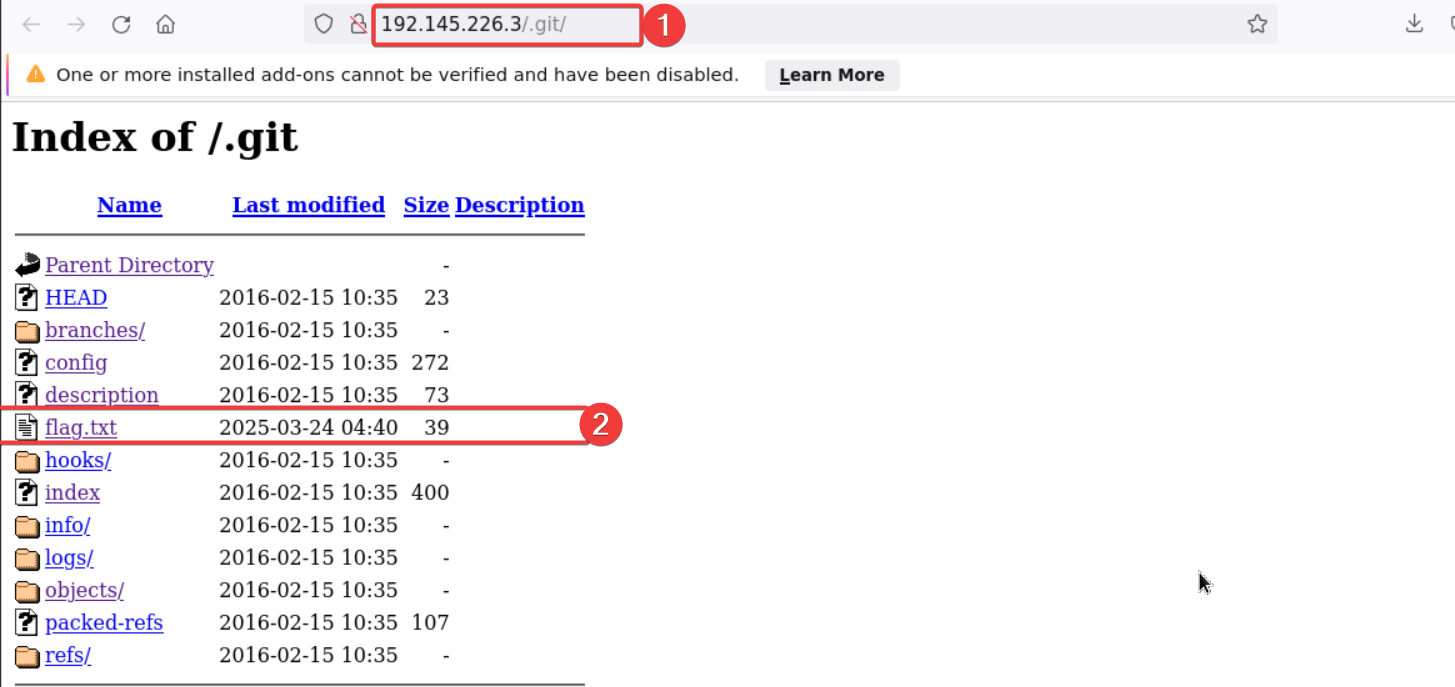 192.145.226.3/.git/ 1
One or more installed add-ons cannot be verified and have been disabled. Learn More
Index of /.git
Name Last modified Size Description
Parent Directory -
HEAD 2016-02-15 10:35 23
branches/ 2016-02-15 10:35 -
config 2016-02-15 10:35 272
description 2016-02-15 10:35 73
flag.txt 2025-03-24 04:40 39 2
hooks/ 2016-02-15 10:35 -
index 2016-02-15 10:35 400
info/ 2016-02-15 10:35 -
logs/ 2016-02-15 10:35 -
objects/ 2016-02-15 10:35 -
packed-refs 2016-02-15 10:35 107
refs/ 2016-02-15 10:35 -